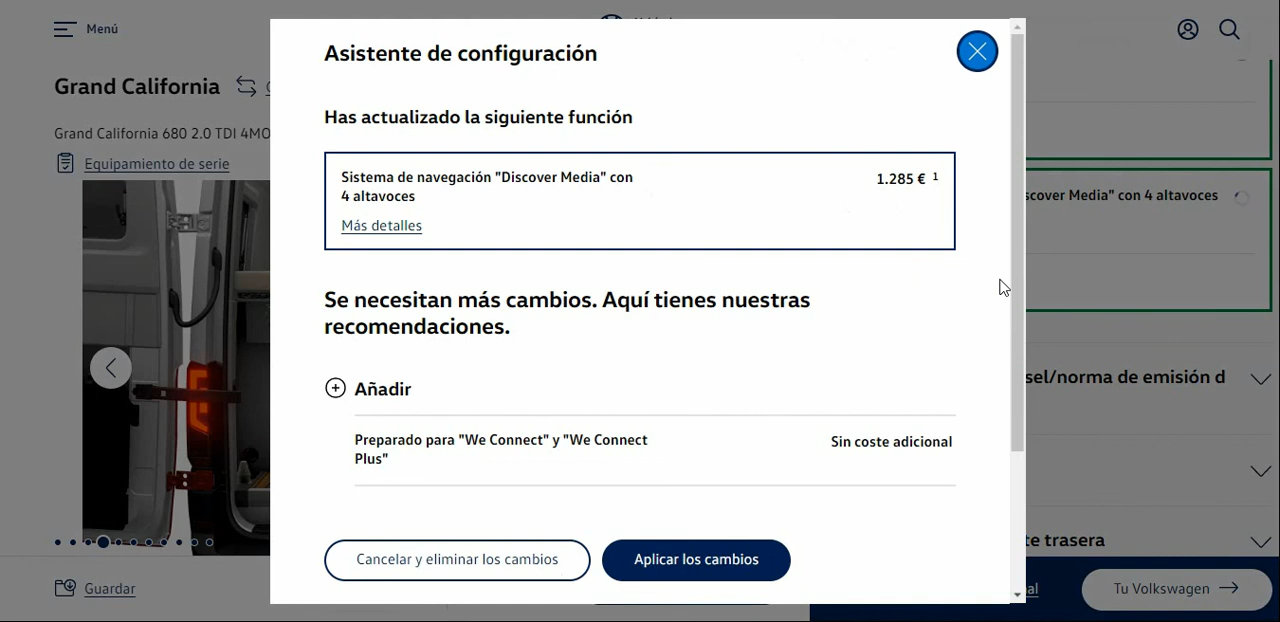 Menú
Grand California
Grand California 680 2.0 TDI 4MO
Equipamiento de serie
Guardar
Asistente de configuración
Has actualizado la siguiente función
Sistema de navegación "Discover Media" con 1.285 € 1
4 altavoces
Más detalles
Se necesitan más cambios. Aquí tienes nuestras
recomendaciones.
Añadir
Preparado para "We Connect" y "We Connect Sin coste adicional
Plus"
Cancelar y eliminar los cambios
Aplicar los cambios
scover Media" con 4 altavoces
sel/norma de emisión d
te trasera
al
Tu Volkswagen